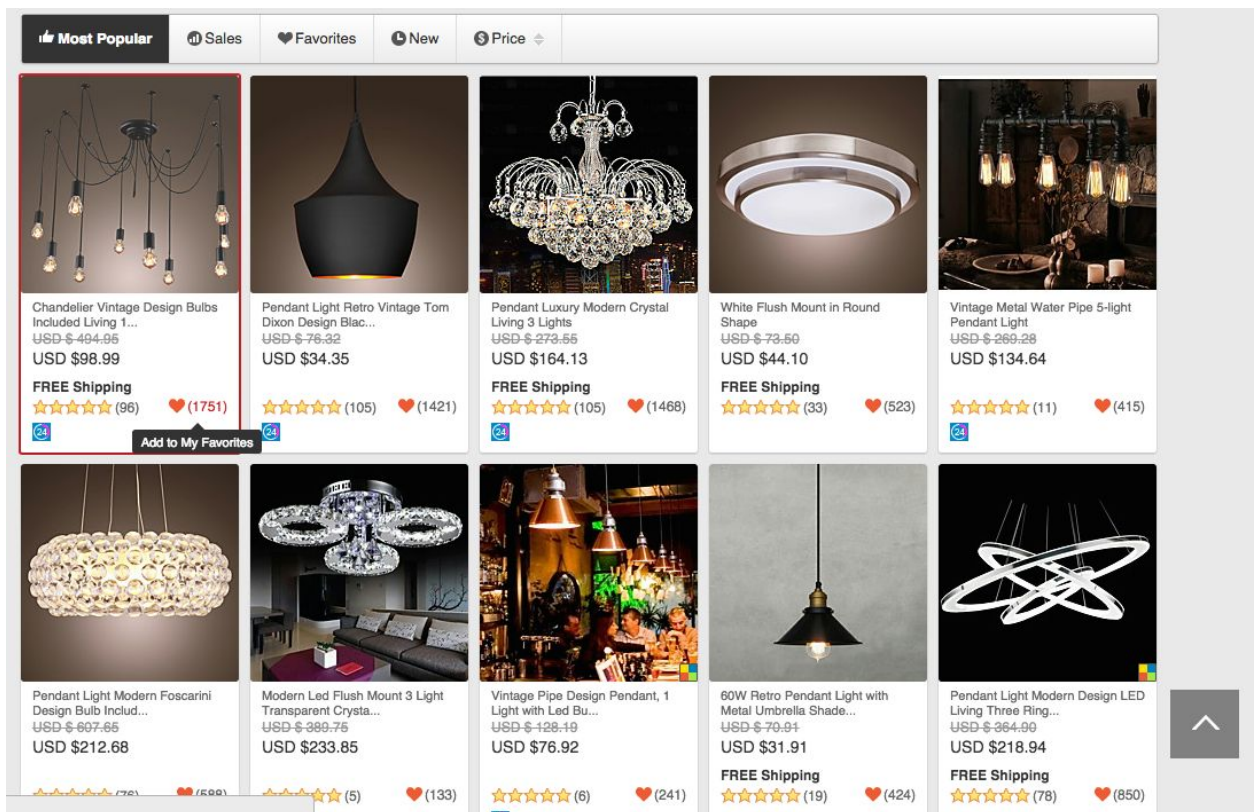 Most Popular
Sales
Favorites
New
Price
Chandelier Vintage Design Bulbs
Included Living 1...
USD $ 494.95
USD $98.99
FREE Shipping
(96)
(1751)
24
Add to My Favorites
Pendant Light Retro Vintage Tom
Dixon Design Blac...
USD $ 76.32
USD $34.35
(105)
(1421)
24
Pendant Luxury Modern Crystal
Living 3 Lights
USD $ 273.55
USD $164.13
FREE Shipping
(105)
(1468)
24
White Flush Mount in Round
Shape
USD $ 73.50
USD $44.10
FREE Shipping
(33)
(523)
Vintage Metal Water Pipe 5-light
Pendant Light
USD $ 269.28
USD $134.64
(11)
(415)
24
Pendant Light Modern Foscarini
Design Bulb Includ...
USD $ 607.65
USD $212.68
(76)
(588)
Modern Led Flush Mount 3 Light
Transparent Crysta...
USD $ 389.75
USD $233.85
(5)
(133)
Vintage Pipe Design Pendant, 1
Light with Led Bu...
USD $ 128.19
USD $76.92
(6)
(241)
60W Retro Pendant Light with
Metal Umbrella Shade...
USD $ 70.91
USD $31.91
FREE Shipping
(19)
(424)
Pendant Light Modern Design LED
Living Three Ring...
USD $ 364.90
USD $218.94
FREE Shipping
(78)
(850)